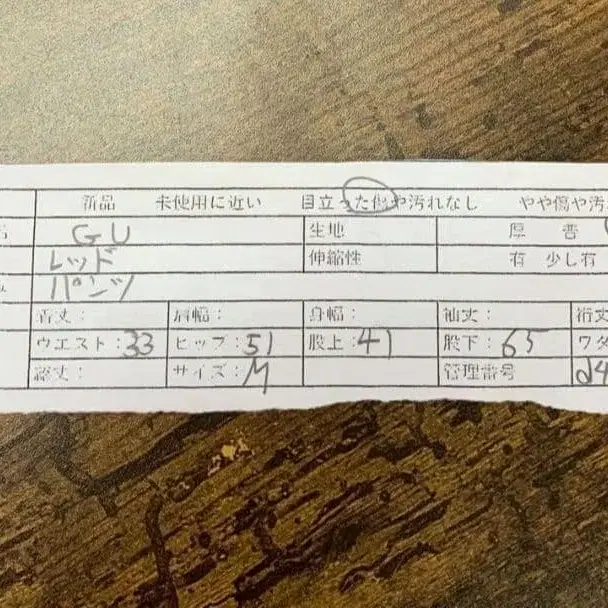 新品 未使用に近い 目立った傷や汚れなし やや傷や汚
GU 生地 厚 普
レッド 伸縮性 有 少し有
パンツ
着丈: 肩幅: 身幅: 袖丈: 裄丈
ウエスト:33 ヒップ:51 股上:41 股下:65 ワタ
総丈: サイズ:M 管理番号 d4